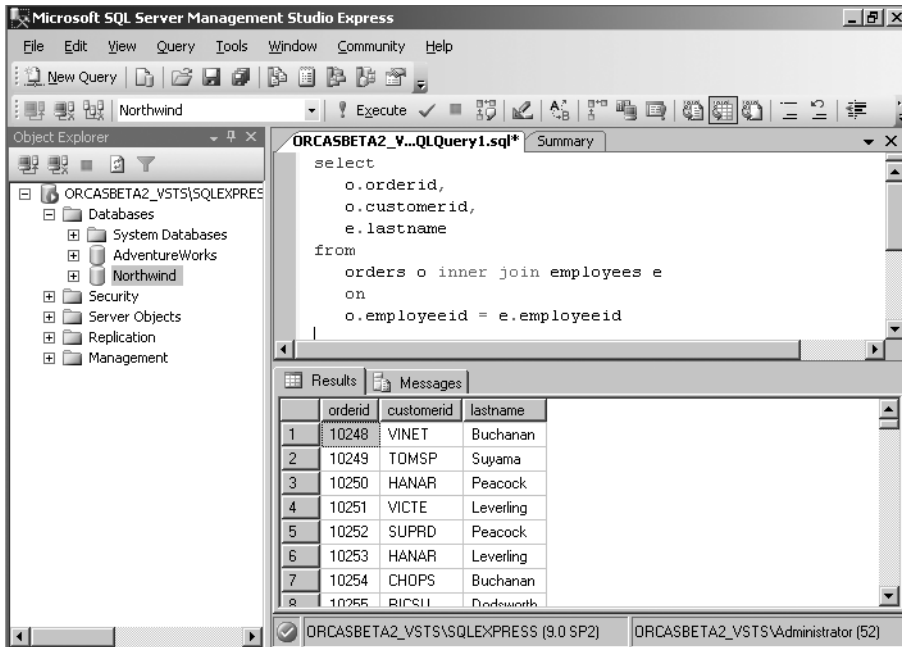 Microsoft SQL Server Management Studio Express
File Edit View Query Tools Window Community Help
New Query
Northwind Execute
Object Explorer
ORCASBETA2_VSTS\SQLEXPRES
Databases
System Databases
AdventureWorks
Northwind
Security
Server Objects
Replication
Management
ORCASBETA2_V...QLQuery1.sql* Summary
select
o.orderid,
o.customerid,
e.lastname
from
orders o inner join employees e
on
o.employeeid = e.employeeid
Results Messages
orderid customerid lastname
1 10248 VINET Buchanan
2 10249 TOMSP Suyama
3 10250 HANAR Peacock
4 10251 VICTE Leverling
5 10252 SUPRD Peacock
6 10253 HANAR Leverling
7 10254 CHOPS Buchanan
8 10255 RICSU Dodsworth
ORCASBETA2_VSTS\SQLEXPRESS (9.0 SP2) ORCASBETA2_VSTS\Administrator (52)